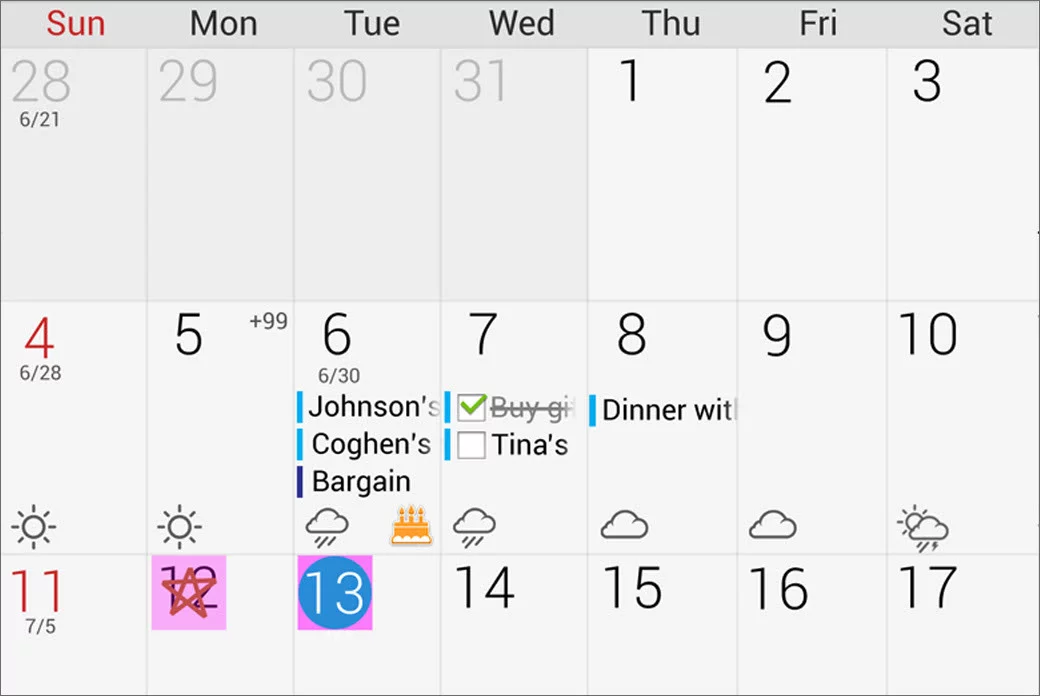 Sun Mon Tue Wed Thu Fri Sat
28 29 30 31 1 2 3
6/21
4 5 +99 6 7 8 9 10
6/28 6/30
Johnson's Buy gi Dinner wit
Coghen's Tina's
Bargain
11 12 13 14 15 16 17
7/5